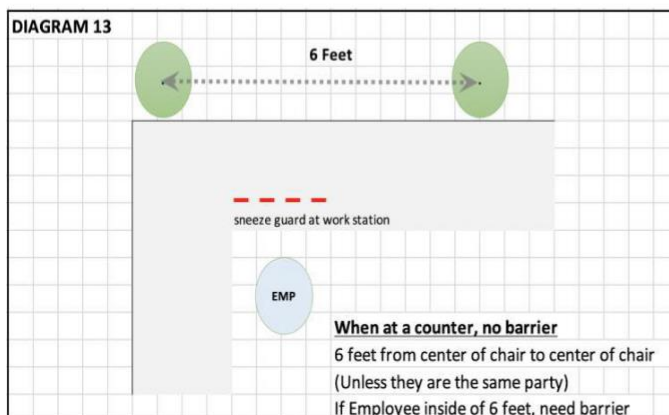 DIAGRAM 13
6 Feet
sneeze guard at work station
EMP
When at a counter, no barrier
6 feet from center of chair to center of chair
(Unless they are the same party)
If Employee inside of 6 feet, need barrier